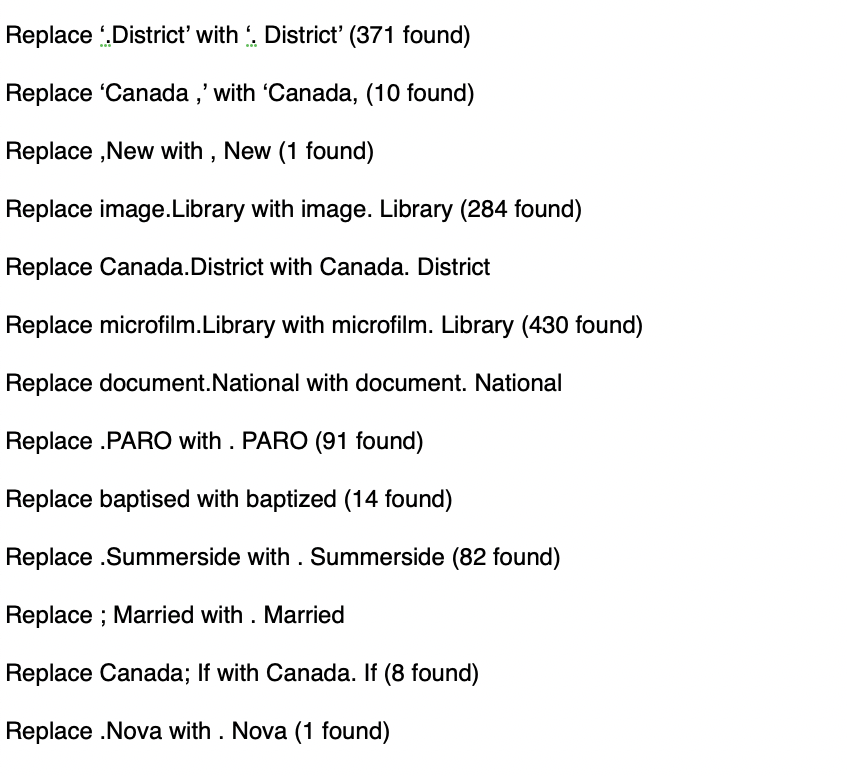 Replace ‘.District’ with ‘. District’ (371 found)
Replace ‘Canada ,’ with ‘Canada, (10 found)
Replace ,New with , New (1 found)
Replace image.Library with image. Library (284 found)
Replace Canada.District with Canada. District
Replace microfilm.Library with microfilm. Library (430 found)
Replace document.National with document. National
Replace .PARO with . PARO (91 found)
Replace baptised with baptized (14 found)
Replace .Summerside with . Summerside (82 found)
Replace ; Married with . Married
Replace Canada; If with Canada. If (8 found)
Replace .Nova with . Nova (1 found)